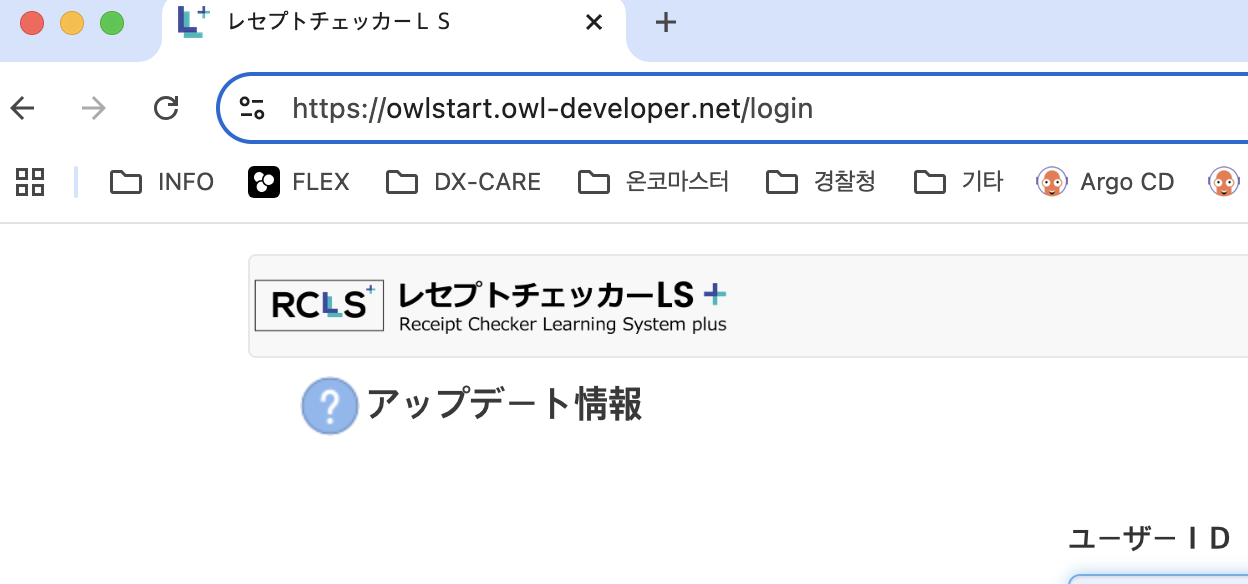 レセプトチェッカーＬＳ
https://owlstart.owl-developer.net/login
INFO FLEX DX-CARE 온코마스터 경찰청 기타 Argo CD
RCLS+ レセプトチェッカーLS +
Receipt Checker Learning System plus
? アップデート情報
ユーザーＩＤ